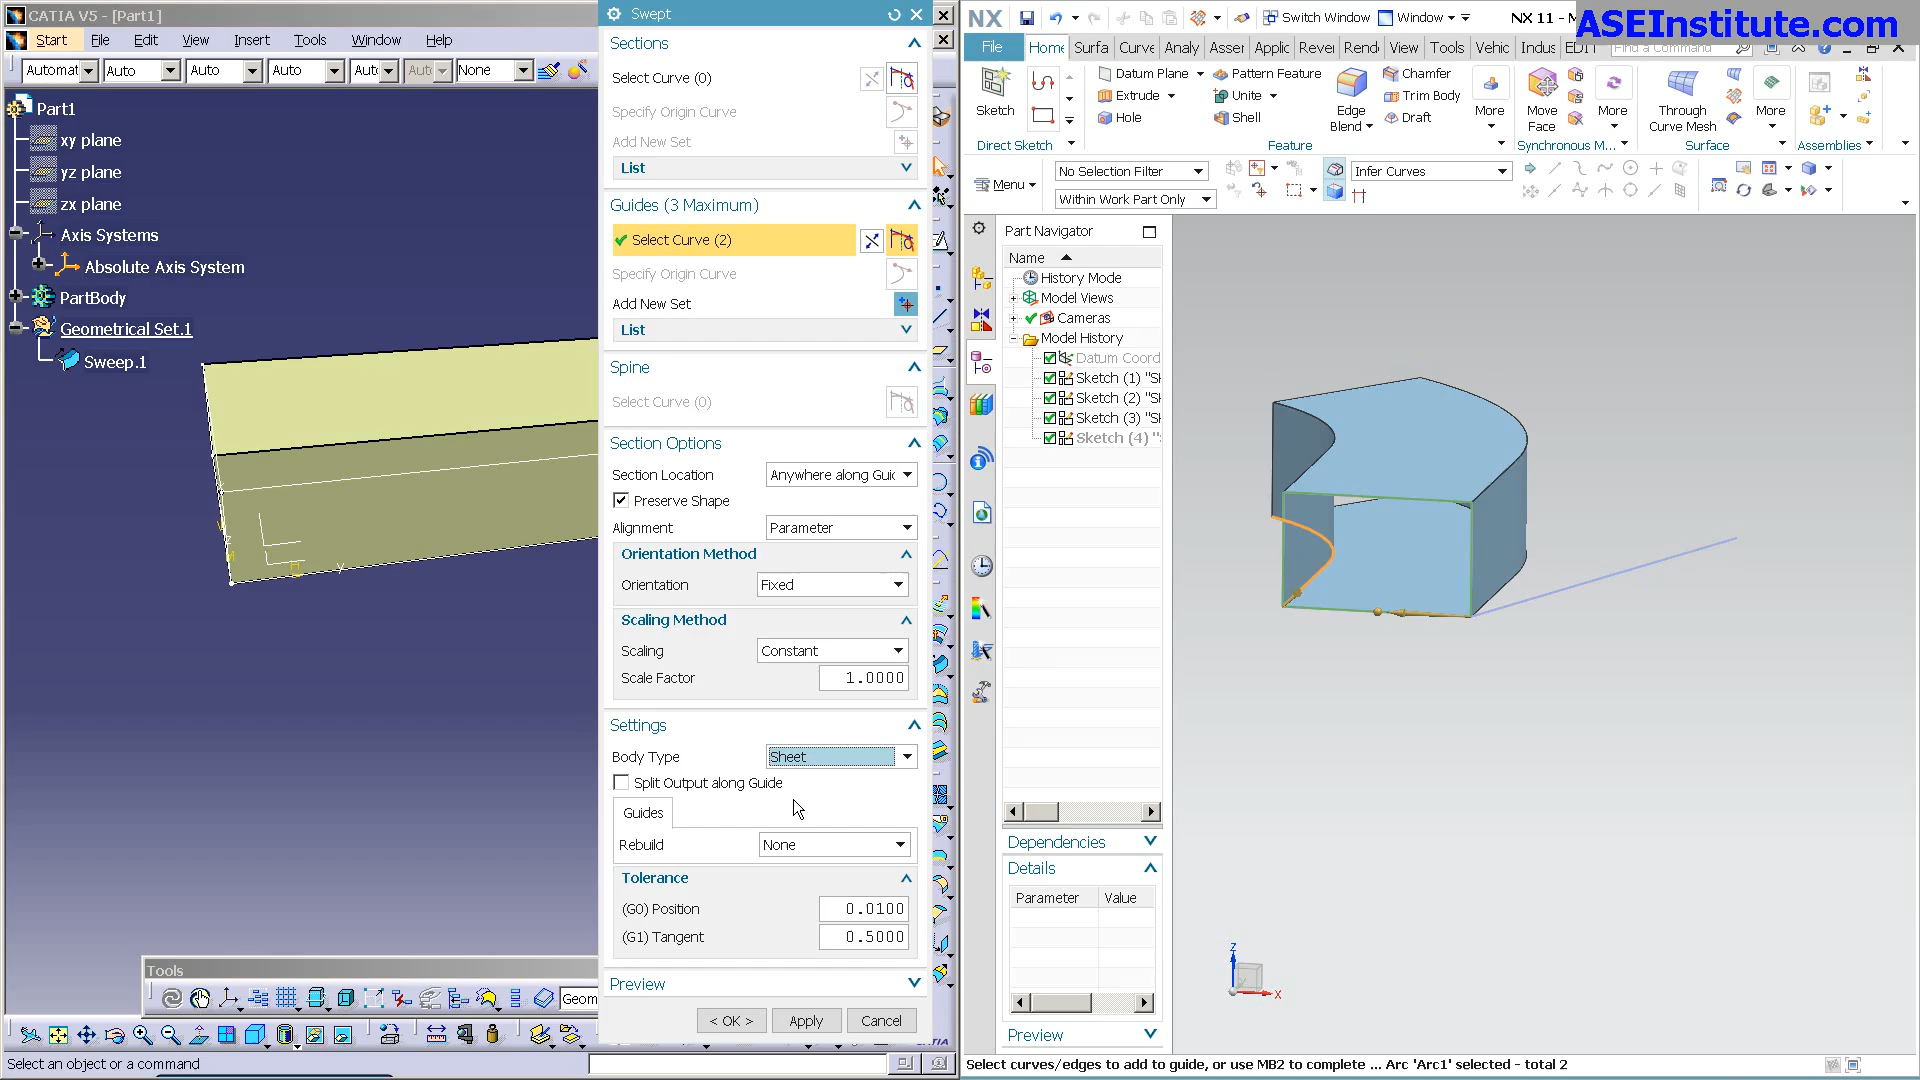 CATIA V5 - [Part1]
Start File Edit View Insert Tools Window Help
Automat Auto Auto Auto Aut Aut None
Part1
xy plane
yz plane
zx plane
Axis Systems
Absolute Axis System
PartBody
Geometrical Set.1
Sweep.1
Tools
Geom
Select an object or a command
Swept
Sections
Select Curve (0)
Specify Origin Curve
Add New Set
List
Guides (3 Maximum)
Select Curve (2)
Specify Origin Curve
Add New Set
List
Spine
Select Curve (0)
Section Options
Section Location Anywhere along Guid
Preserve Shape
Alignment Parameter
Orientation Method
Orientation Fixed
Scaling Method
Scaling Constant
Scale Factor 1.0000
Settings
Body Type Sheet
Split Output along Guide
Guides
Rebuild None
Tolerance
(G0) Position 0.0100
(G1) Tangent 0.5000
Preview
< OK > Apply Cancel
NX Switch Window Window NX 11 - M
ASEInstitute.com
File Home Surfa Curve Analy Asser Applic Revei Rende View Tools Vehic Indus
Find a Command
Sketch
Datum Plane
Extrude
Hole
Pattern Feature
Unite
Shell
Edge Blend
Chamfer
Trim Body
Draft
More
Move Face
More
Through Curve Mesh
More
Direct Sketch Feature Synchronous M... Surface Assemblies
Menu No Selection Filter Infer Curves
Within Work Part Only
Part Navigator
Name
History Mode
Model Views
Cameras
Model History
Datum Coord
Sketch (1) "Sl
Sketch (2) "Sl
Sketch (3) "Sl
Sketch (4) "S
Dependencies
Details
Parameter Value
Preview
Z
X
Select curves/edges to add to guide, or use MB2 to complete ... Arc 'Arc1' selected - total 2